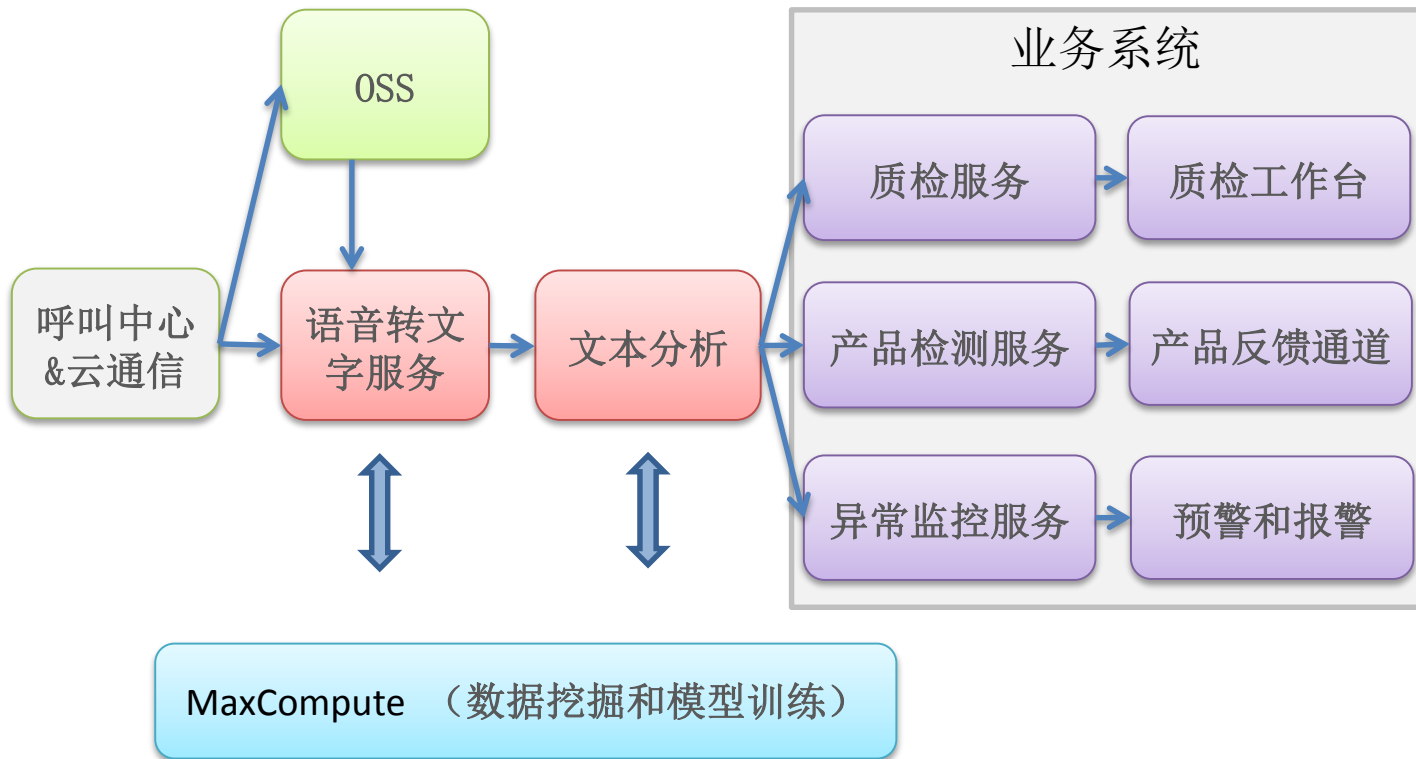 业务系统
OSS
质检服务
质检工作台
呼叫中心
&云通信
语音转文
字服务
文本分析
产品检测服务
产品反馈通道
异常监控服务
预警和报警
MaxCompute （数据挖掘和模型训练）